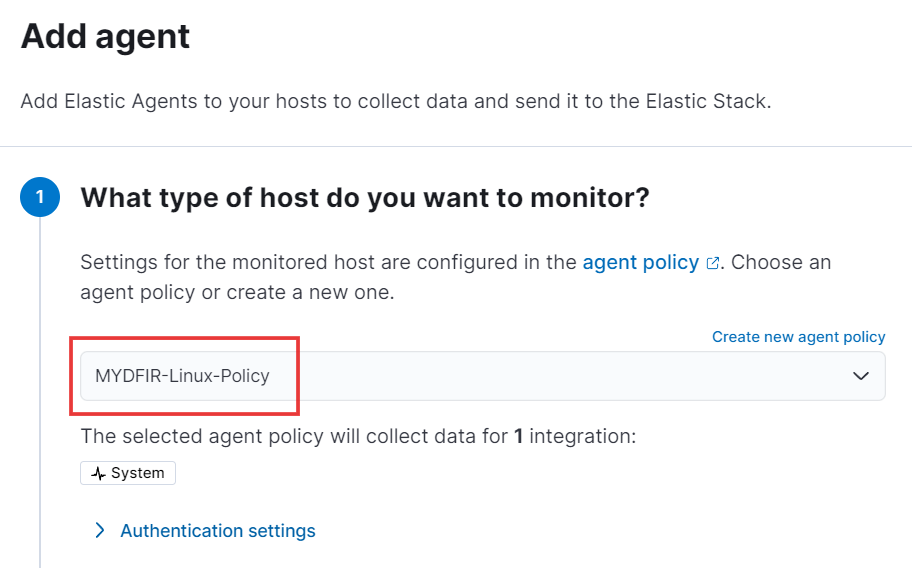 Add agent
Add Elastic Agents to your hosts to collect data and send it to the Elastic Stack.
1 What type of host do you want to monitor?
Settings for the monitored host are configured in the agent policy. Choose an
agent policy or create a new one.
Create new agent policy
MYDFIR-Linux-Policy
The selected agent policy will collect data for 1 integration:
System
Authentication settings